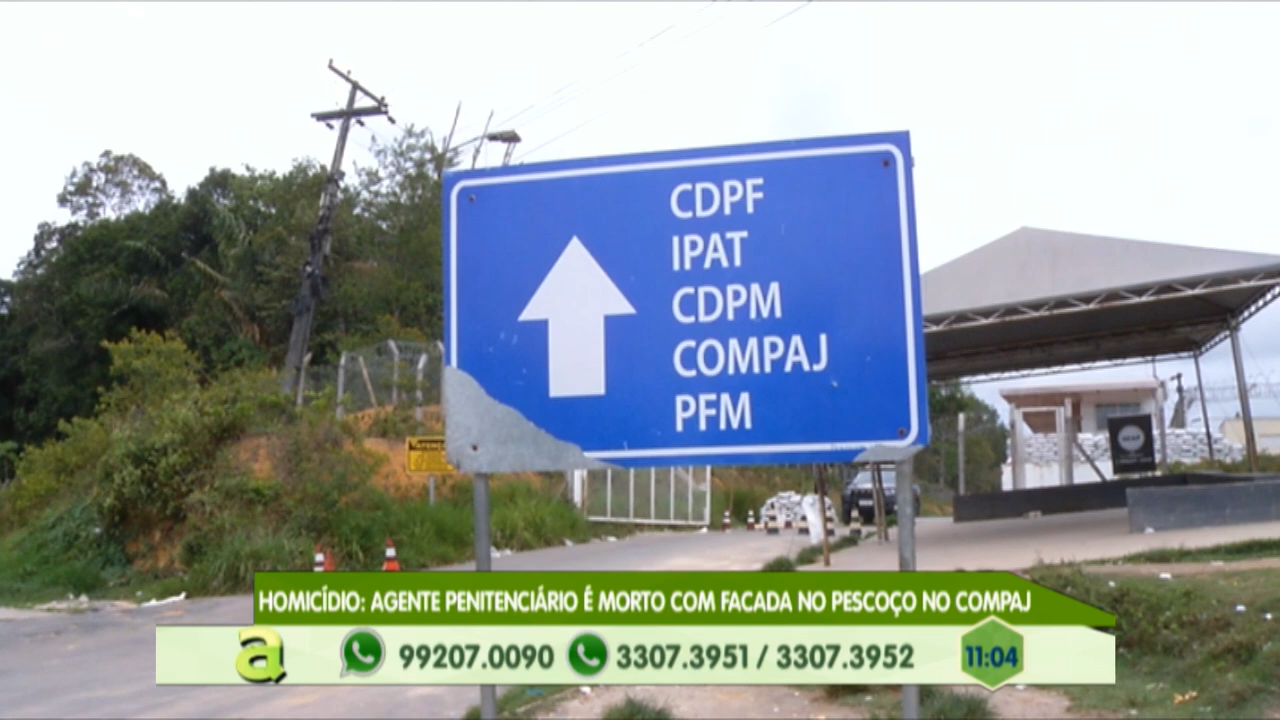 CDPF
IPAT
CDPM
COMPAJ
PFM
HOMICÍDIO: AGENTE PENITENCIÁRIO É MORTO COM FACADA NO PESCOÇO NO COMPAJ
a 99207.0090 3307.3951 / 3307.3952 11:04